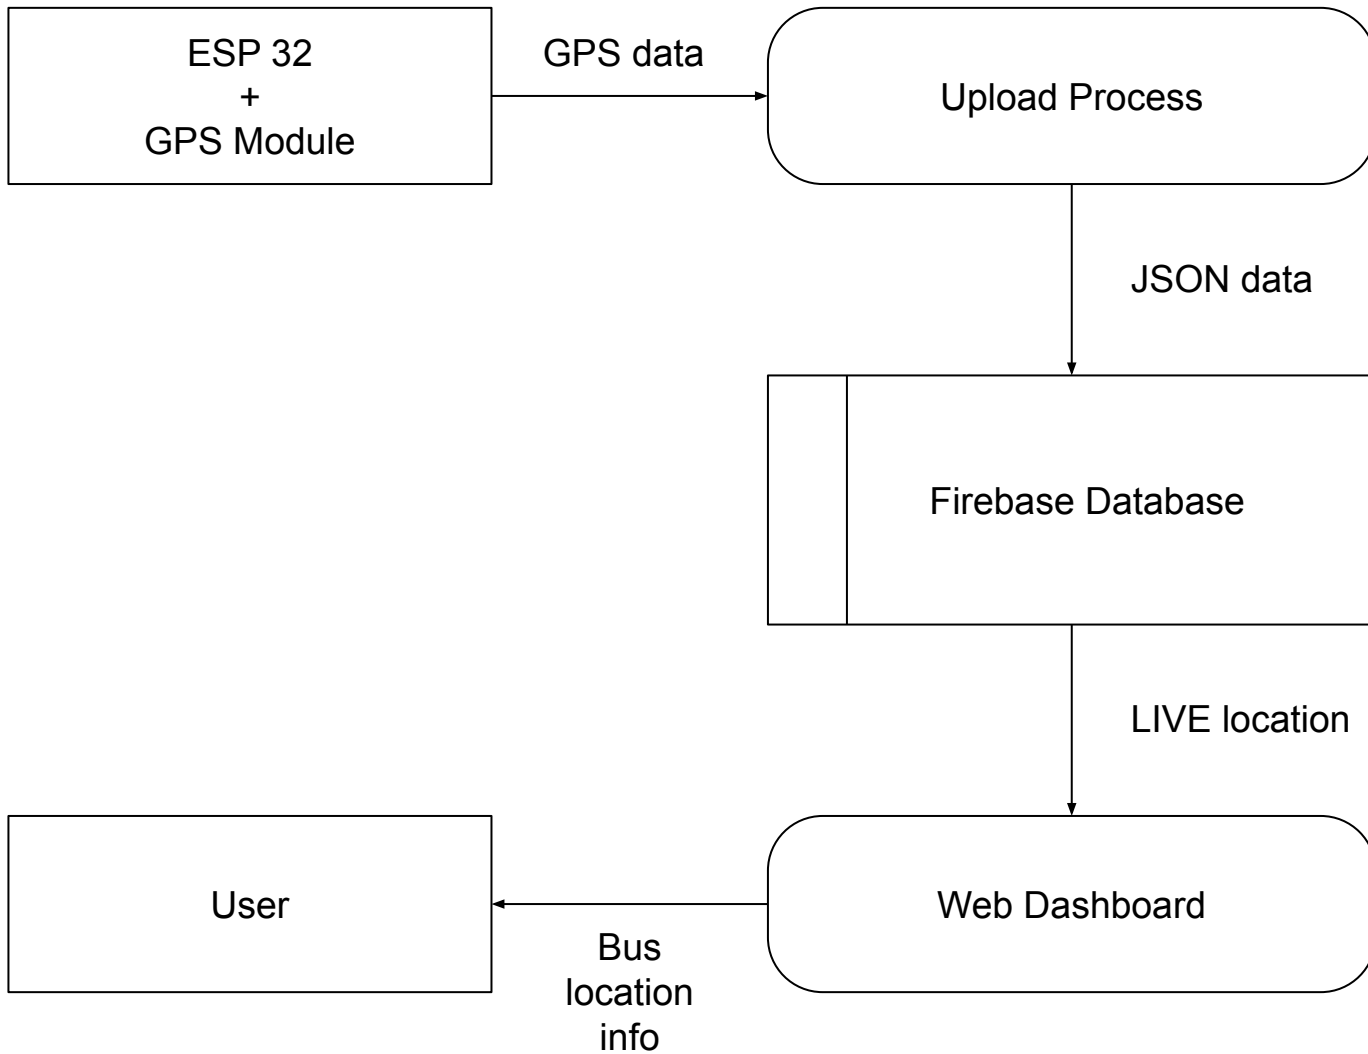 ESP 32
+
GPS Module
GPS data
Upload Process
JSON data
Firebase Database
LIVE location
Web Dashboard
Bus
location
info
User